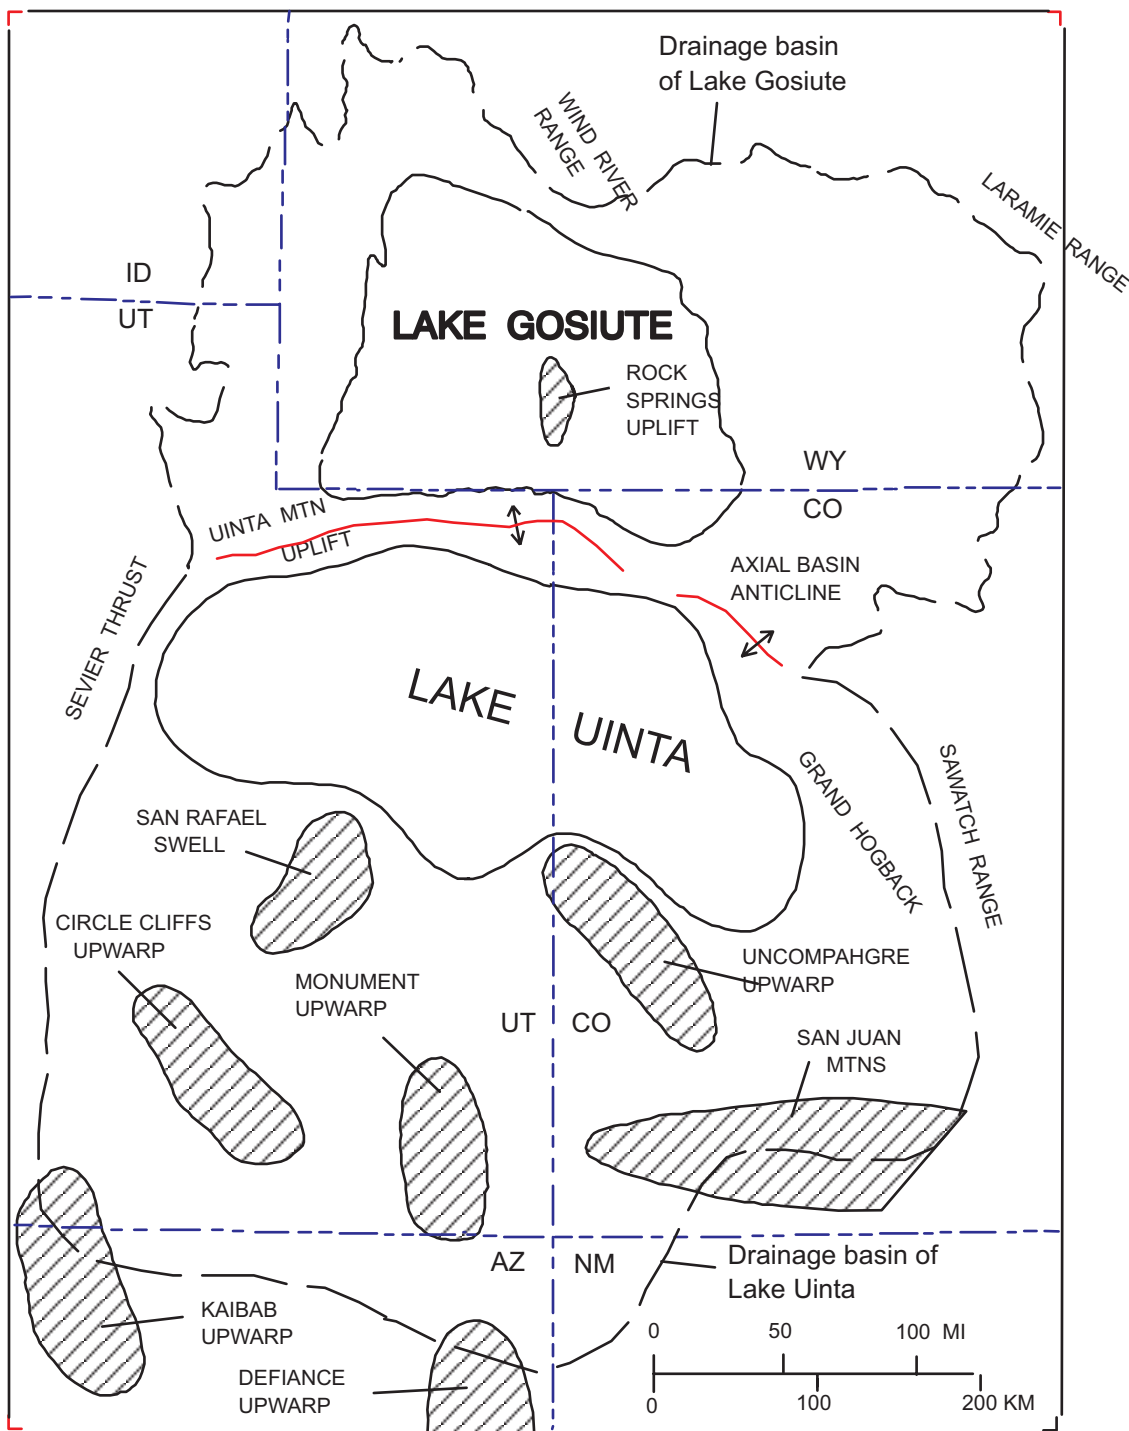 Drainage basin
of Lake Gosiute
WIND RIVER
RANGE
LARAMIE RANGE
ID
UT
LAKE GOSIUTE
ROCK
SPRINGS
UPLIFT
WY
CO
UINTA MTN
UPLIFT
AXIAL BASIN
ANTICLINE
SEVIER THRUST
LAKE UINTA
GRAND HOGBACK
SAWATCH RANGE
SAN RAFAEL
SWELL
CIRCLE CLIFFS
UPWARP
MONUMENT
UPWARP
UNCOMPAHGRE
UPWARP
UT
CO
SAN JUAN
MTNS
AZ
NM
Drainage basin of
Lake Uinta
KAIBAB
UPWARP
DEFIANCE
UPWARP
0 50 100 MI
0 100 200 KM